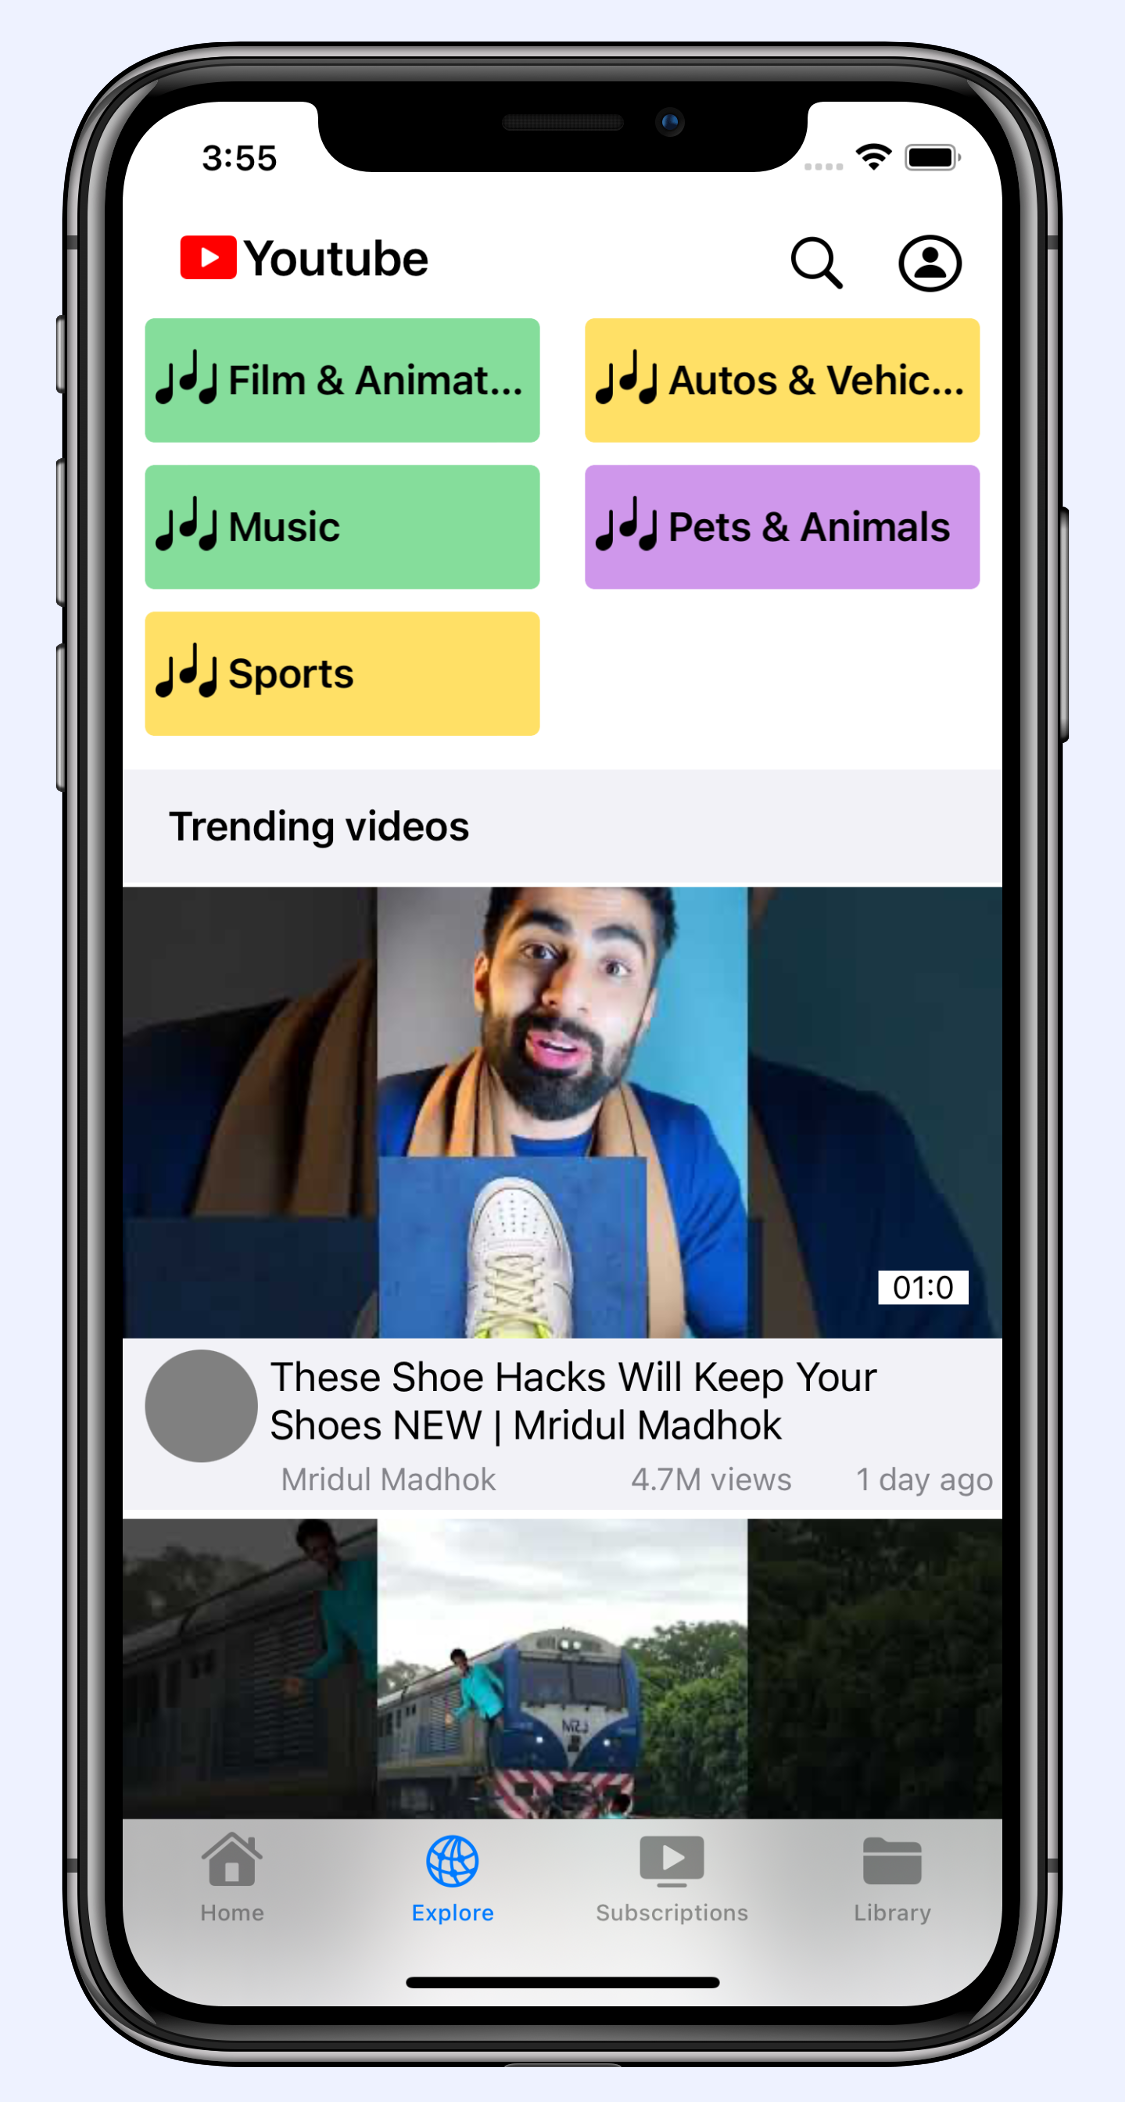 3:55
Youtube
Film & Animat...
Autos & Vehic...
Music
Pets & Animals
Sports
Trending videos
01:0
These Shoe Hacks Will Keep Your
Shoes NEW | Mridul Madhok
Mridul Madhok 4.7M views 1 day ago
Home
Explore
Subscriptions
Library